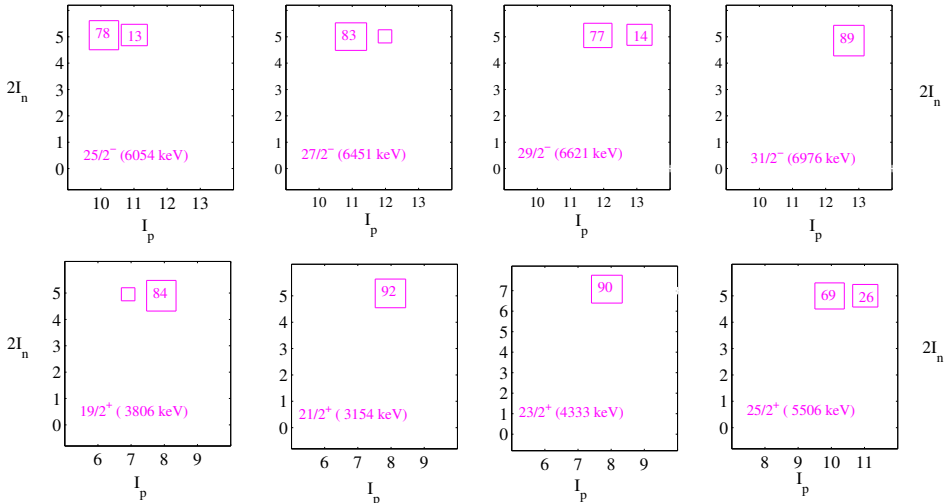 78 13
5
4
3
2
1
0
2I_n
25/2⁻ (6054 keV)
10 11 12 13
I_p
83
5
4
3
2
1
0
27/2⁻ (6451 keV)
10 11 12 13
I_p
77 14
5
4
3
2
1
0
29/2⁻ (6621 keV)
10 11 12 13
I_p
89
5
4
3
2
1
0
31/2⁻ (6976 keV)
10 11 12 13
I_p
2I_n
84
5
4
3
2
1
0
2I_n
19/2⁺ ( 3806 keV)
6 7 8 9
I_p
92
5
4
3
2
1
0
21/2⁺ ( 3154 keV)
6 7 8 9
I_p
90
7
6
5
4
3
2
1
0
23/2⁺ (4333 keV)
6 7 8 9
I_p
69 26
5
4
3
2
1
0
25/2⁺ ( 5506 keV)
8 9 10 11
I_p
2I_n